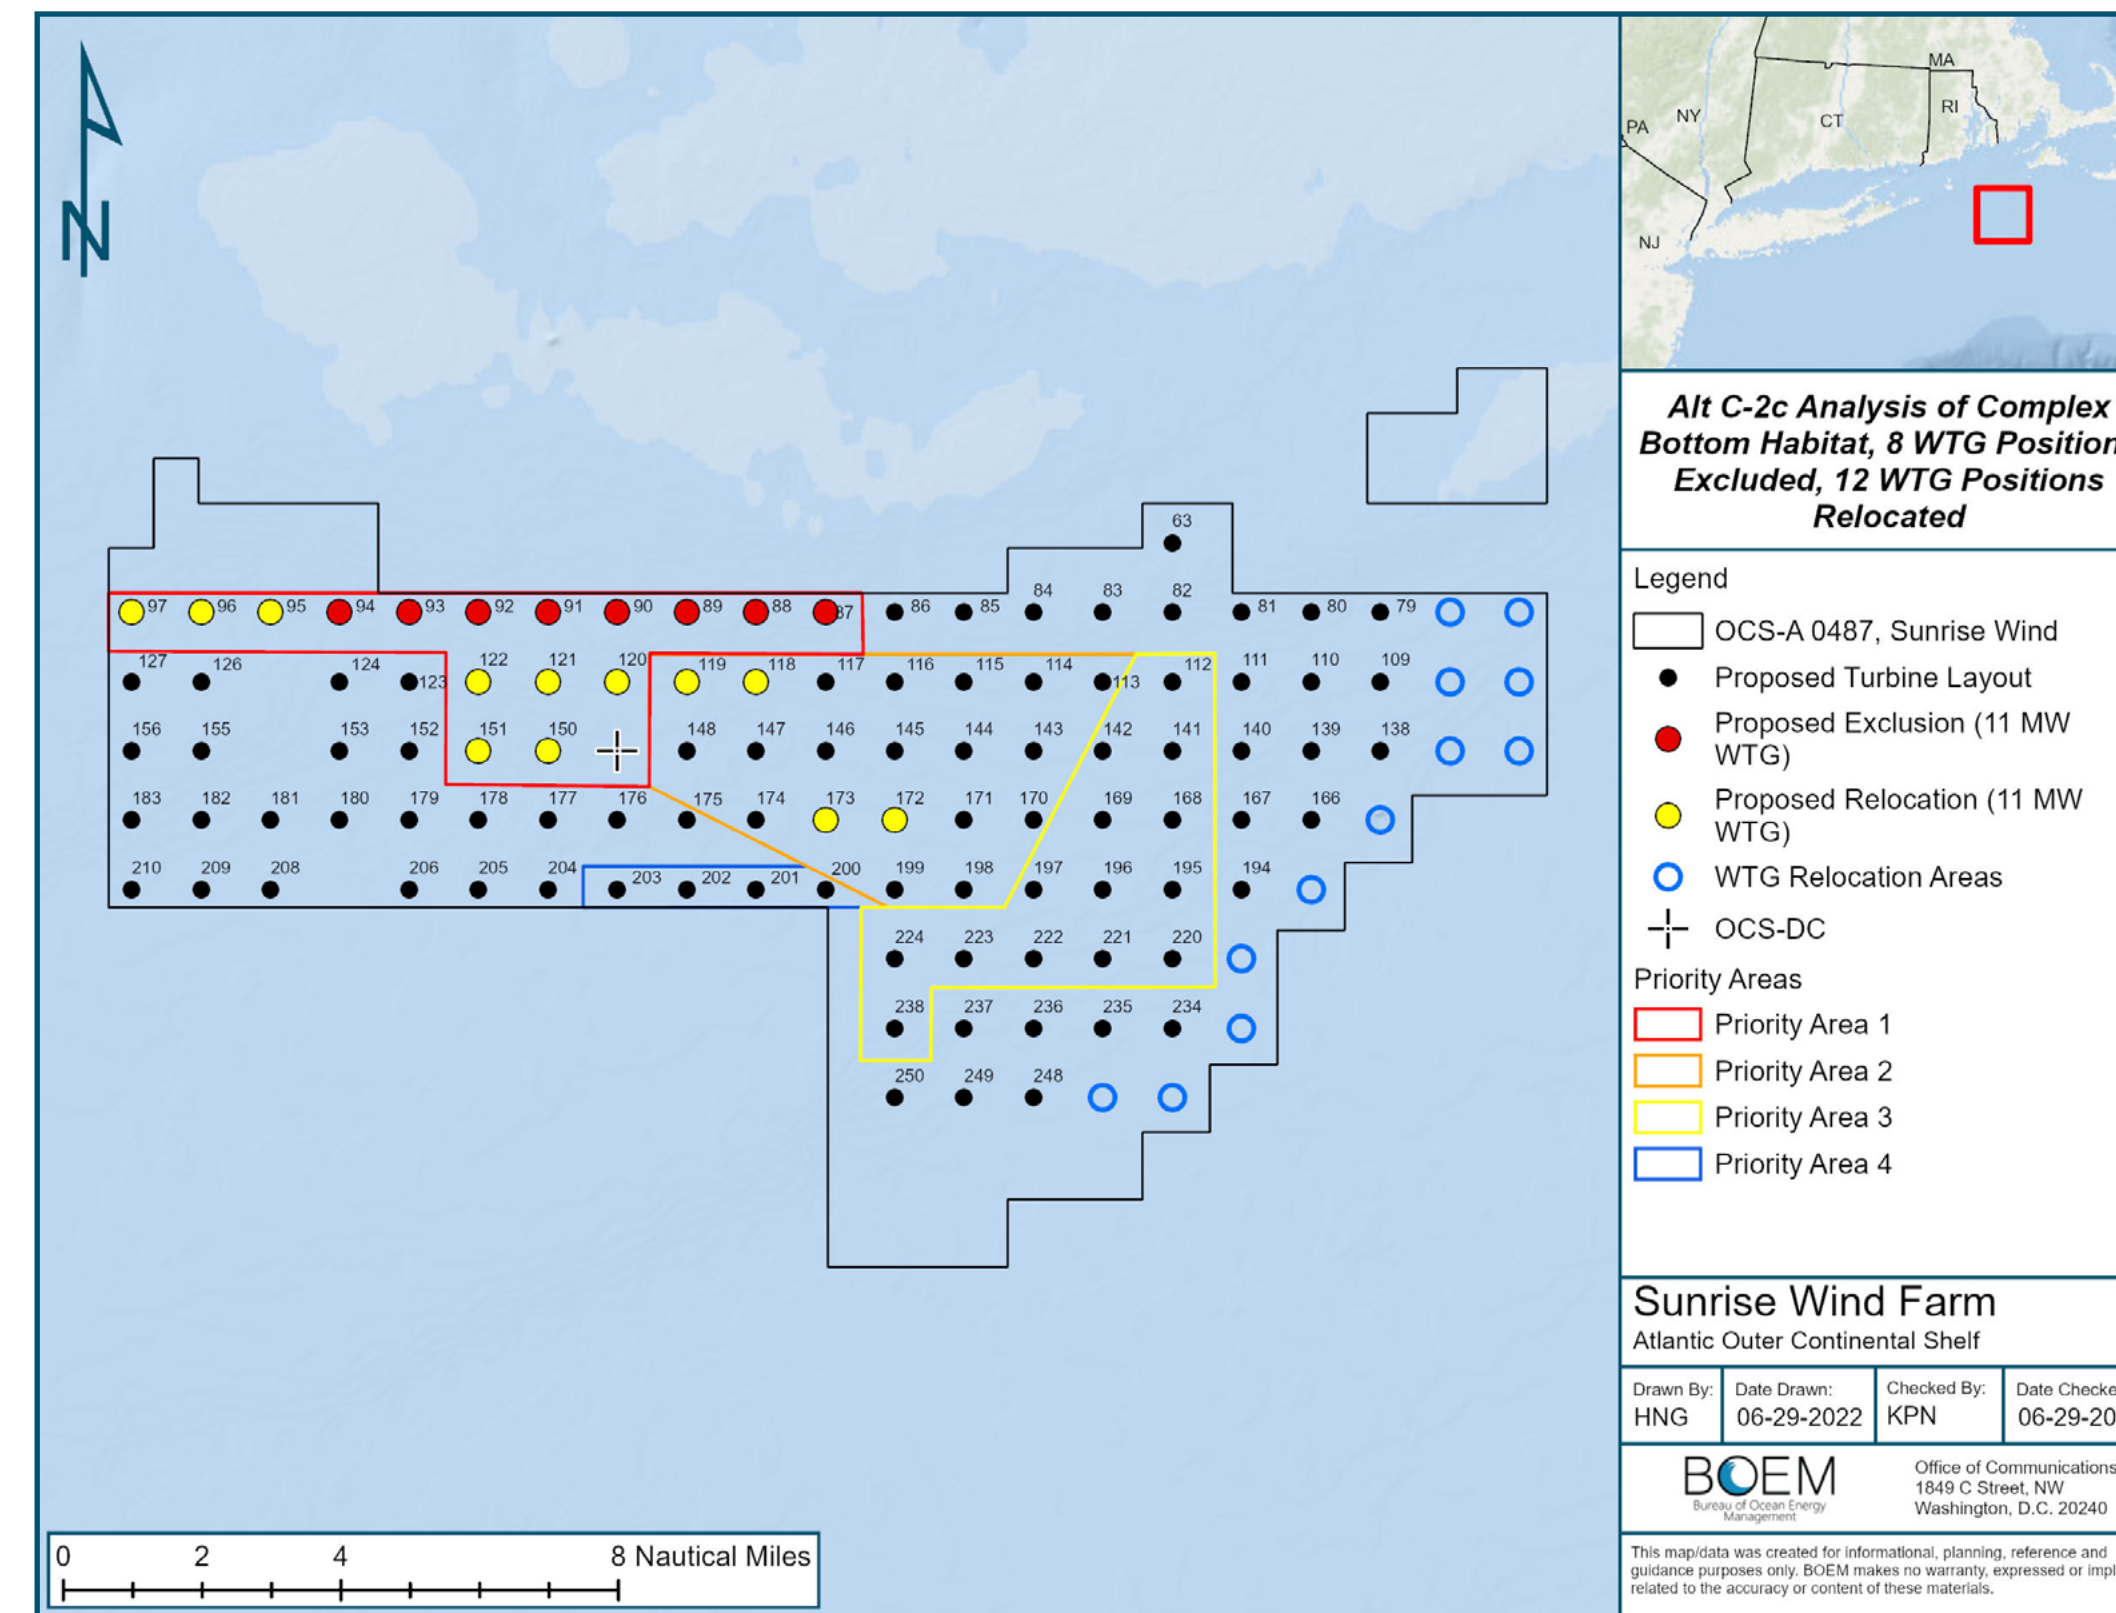 N
63
84 83 82
97 96 95 94 93 92 91 90 89 88 87 86 85 81 80 79
127 126 124 123 122 121 120 119 118 117 116 115 114 113 112 111 110 109
156 155 153 152 151 150 148 147 146 145 144 143 142 141 140 139 138
183 182 181 180 179 178 177 176 175 174 173 172 171 170 169 168 167 166
210 209 208 206 205 204 203 202 201 200 199 198 197 196 195 194
224 223 222 221 220
238 237 236 235 234
250 249 248
0 2 4 8 Nautical Miles
MA
NY
CT
RI
PA
NJ
Alt C-2c Analysis of Complex
Bottom Habitat, 8 WTG Position
Excluded, 12 WTG Positions
Relocated
Legend
OCS-A 0487, Sunrise Wind
Proposed Turbine Layout
Proposed Exclusion (11 MW
WTG)
Proposed Relocation (11 MW
WTG)
WTG Relocation Areas
OCS-DC
Priority Areas
Priority Area 1
Priority Area 2
Priority Area 3
Priority Area 4
Sunrise Wind Farm
Atlantic Outer Continental Shelf
Drawn By: Date Drawn: Checked By: Date Checke
HNG 06-29-2022 KPN 06-29-20
BOEM
Bureau of Ocean Energy
Management
Office of Communications
1849 C Street, NW
Washington, D.C. 20240
This map/data was created for informational, planning, reference and
guidance purposes only. BOEM makes no warranty, expressed or impl
related to the accuracy or content of these materials.